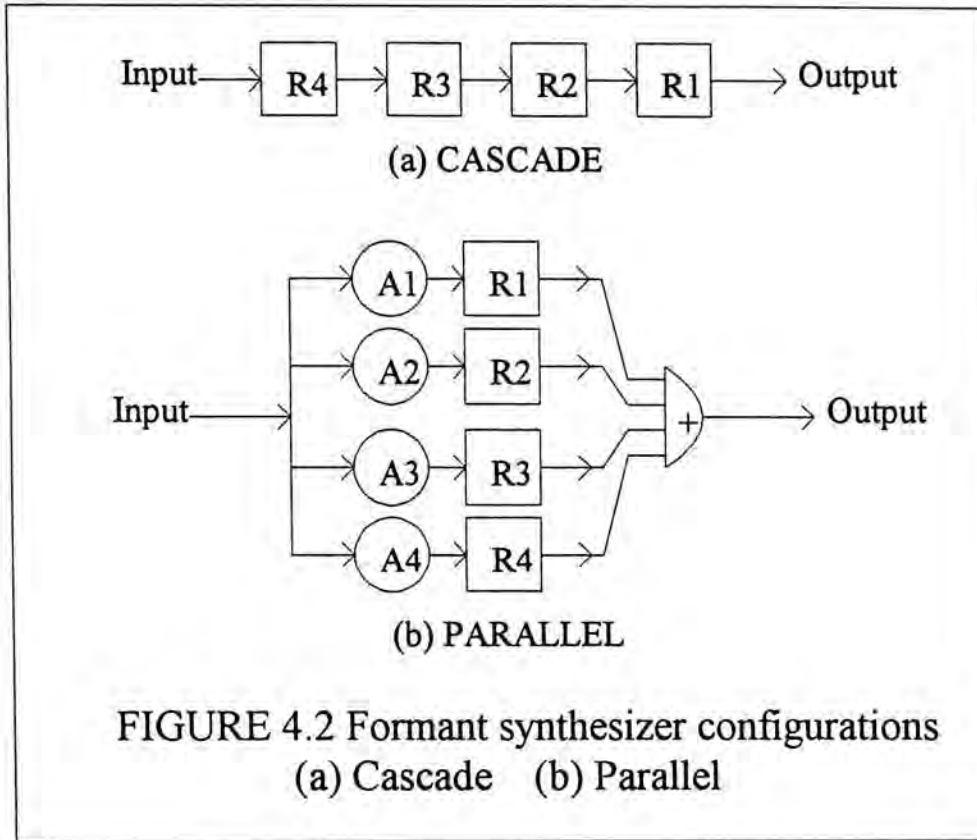 Input R4 R3 R2 R1 Output
(a) CASCADE
A1 R1
A2 R2
Input + Output
A3 R3
A4 R4
(b) PARALLEL
FIGURE 4.2 Formant synthesizer configurations
(a) Cascade (b) Parallel